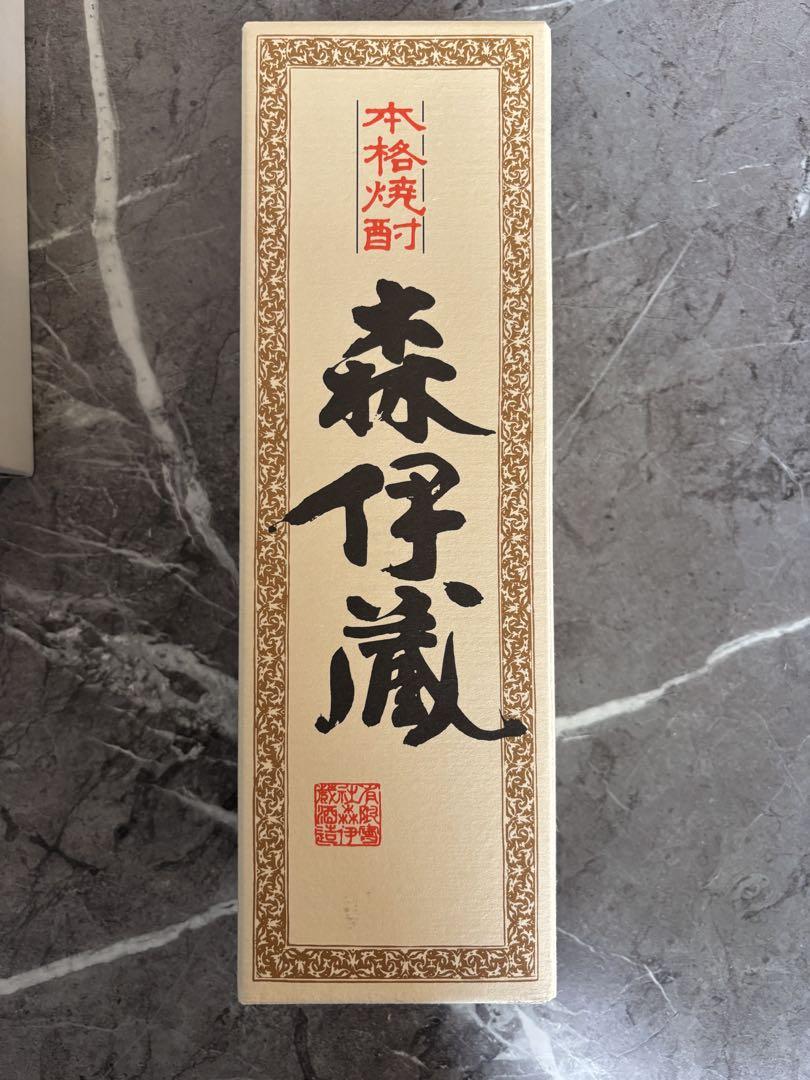 本格焼酎
森伊蔵
有限會
社森伊
蔵酒造